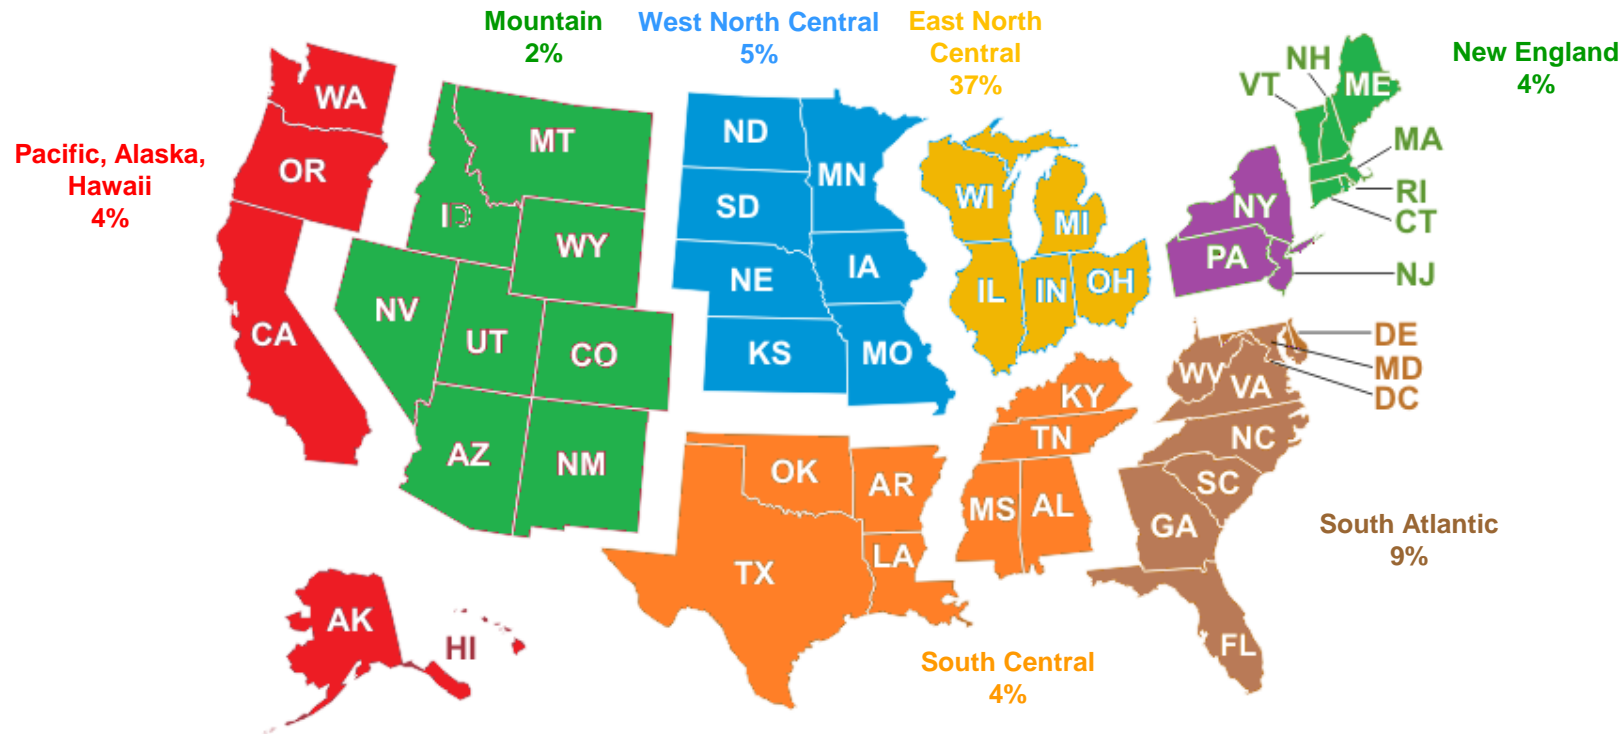 Mountain
2%
West North Central
5%
East North
Central
37%
New England
4%
Pacific, Alaska,
Hawaii
4%
WA
OR
CA
AK
HI
MT
ID
WY
NV
UT
CO
AZ
NM
ND
SD
NE
KS
MN
IA
MO
WI
MI
IL
IN
OH
NH
VT
ME
MA
RI
CT
NY
PA
NJ
DE
MD
DC
WV
VA
NC
SC
GA
FL
KY
TN
MS
AL
OK
AR
TX
LA
South Atlantic
9%
South Central
4%